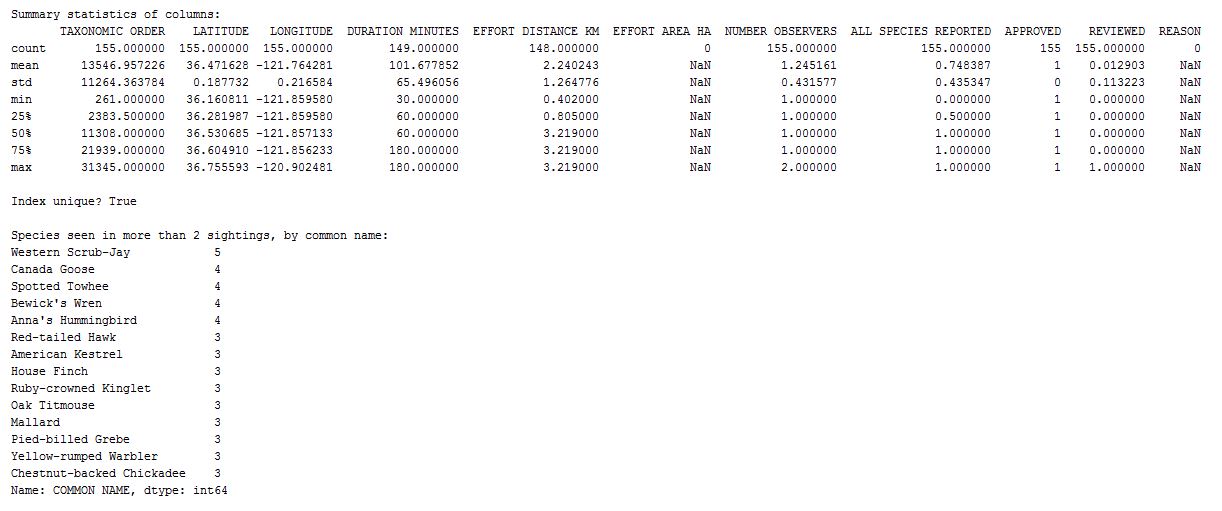 Summary statistics of columns:
TAXONOMIC ORDER LATITUDE LONGITUDE DURATION MINUTES EFFORT DISTANCE KM EFFORT AREA HA NUMBER OBSERVERS ALL SPECIES REPORTED APPROVED REVIEWED REASON
count 155.000000 155.000000 155.000000 149.000000 148.000000 0 155.000000 155.000000 155 155.000000 0
mean 13546.957226 36.471628 -121.764281 101.677852 2.240243 NaN 1.245161 0.748387 1 0.012903 NaN
std 11264.363784 0.187732 0.216584 65.496056 1.264776 NaN 0.431577 0.435347 0 0.113223 NaN
min 261.000000 36.160811 -121.859580 30.000000 0.402000 NaN 1.000000 0.000000 1 0.000000 NaN
25% 2383.500000 36.281987 -121.859580 60.000000 0.805000 NaN 1.000000 0.500000 1 0.000000 NaN
50% 11308.000000 36.530685 -121.857133 60.000000 3.219000 NaN 1.000000 1.000000 1 0.000000 NaN
75% 21939.000000 36.604910 -121.856233 180.000000 3.219000 NaN 1.000000 1.000000 1 0.000000 NaN
max 31345.000000 36.755593 -120.902481 180.000000 3.219000 NaN 2.000000 1.000000 1 1.000000 NaN
Index unique? True
Species seen in more than 2 sightings, by common name:
Western Scrub-Jay 5
Canada Goose 4
Spotted Towhee 4
Bewick's Wren 4
Anna's Hummingbird 4
Red-tailed Hawk 3
American Kestrel 3
House Finch 3
Ruby-crowned Kinglet 3
Oak Titmouse 3
Mallard 3
Pied-billed Grebe 3
Yellow-rumped Warbler 3
Chestnut-backed Chickadee 3
Name: COMMON NAME, dtype: int64